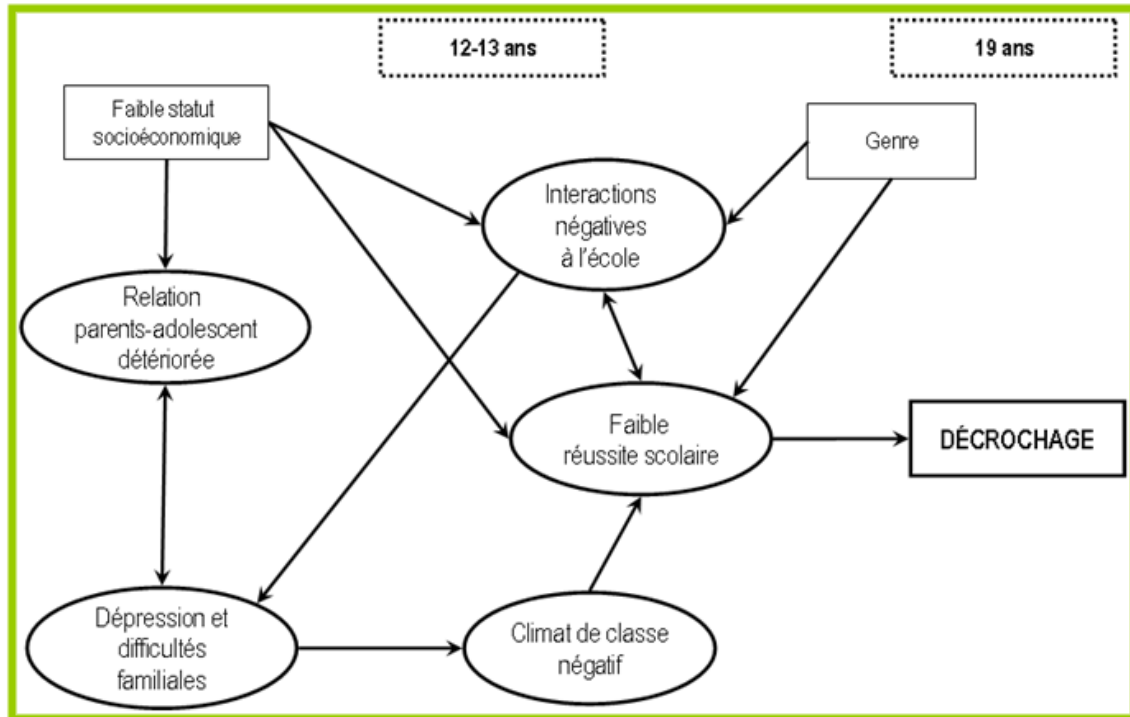 12-13 ans
19 ans
Faible statut
socioéconomique
Genre
Interactions
négatives
à l'école
Relation
parents-adolescent
détériorée
Faible
réussite scolaire
DÉCROCHAGE
Dépression et
difficultés
familiales
Climat de classe
négatif